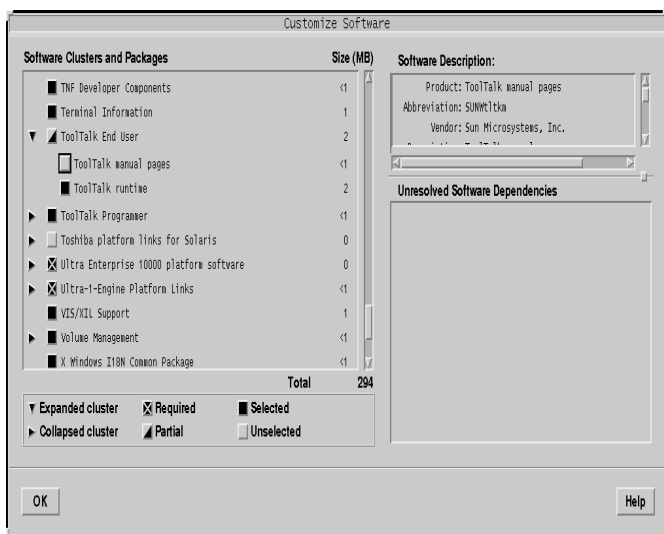 Customize Software
Software Clusters and Packages Size (MB)
TNF Developer Components <1
Terminal Information 1
ToolTalk End User 2
ToolTalk manual pages <1
ToolTalk runtime 2
ToolTalk Programmer <1
Toshiba platform links for Solaris 0
Ultra Enterprise 10000 platform software 0
Ultra-1-Engine Platform Links <1
VIS/XIL Support 1
Volume Management <1
X Windows I18N Common Package <1
Total 294
Expanded cluster Required Selected
Collapsed cluster Partial Unselected
Software Description:
Product: ToolTalk manual pages
Abbreviation: SUNWtltkm
Vendor: Sun Microsystems, Inc.
Unresolved Software Dependencies
OK Help